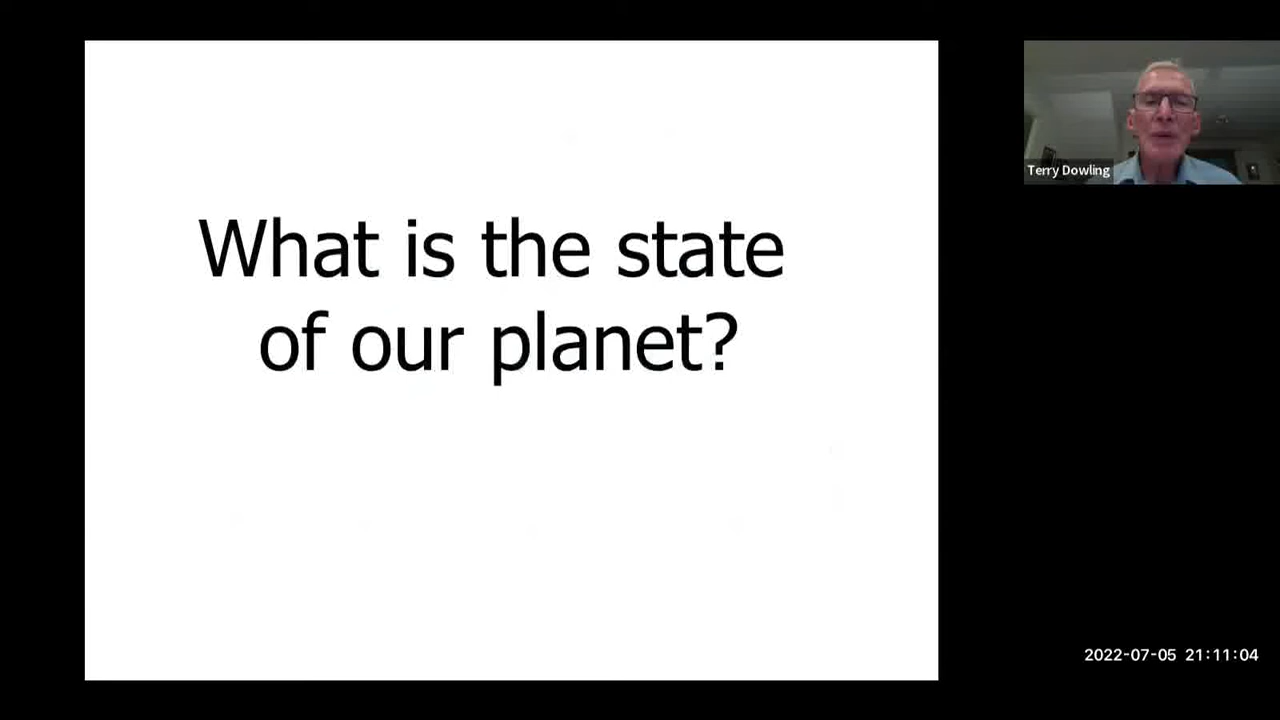 What is the state
of our planet?
Terry Dowling
2022-07-05 21:11:04